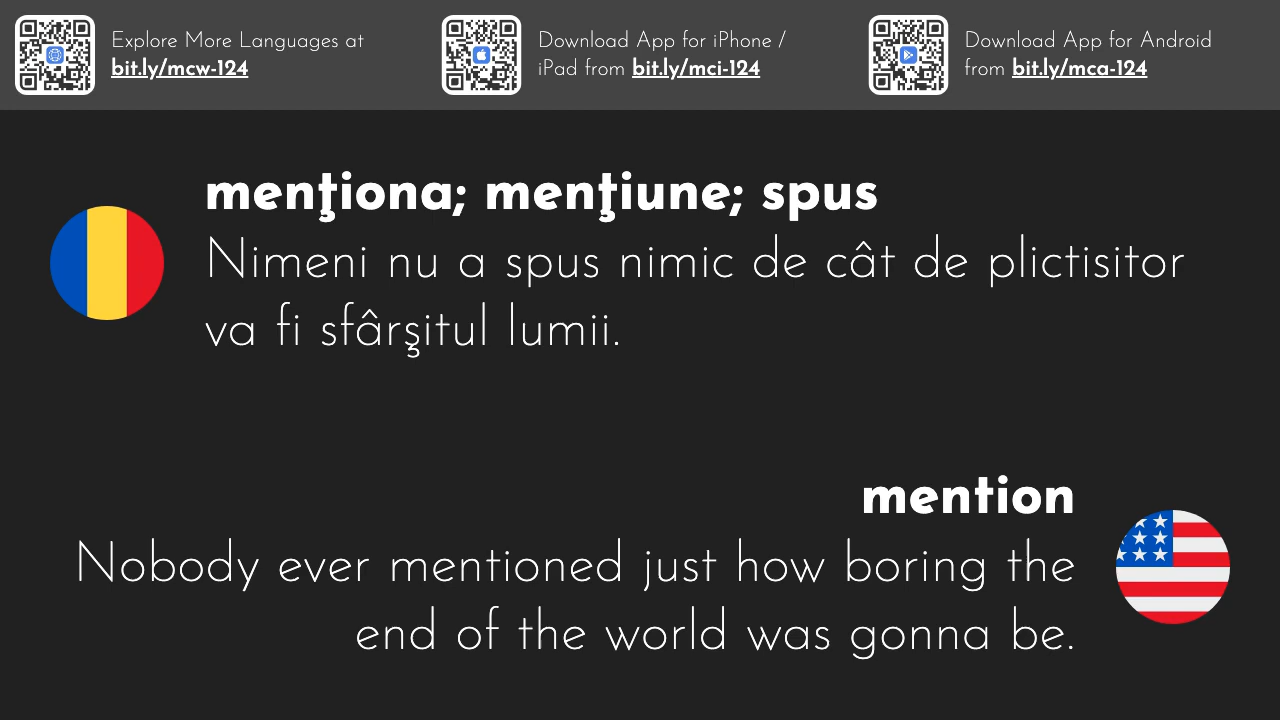 Explore More Languages at
bit.ly/mcw-124
Download App for iPhone /
iPad from bit.ly/mci-124
Download App for Android
from bit.ly/mca-124
menţiona; menţiune; spus
Nimeni nu a spus nimic de cât de plictisitor
va fi sfârşitul lumii.
mention
Nobody ever mentioned just how boring the
end of the world was gonna be.